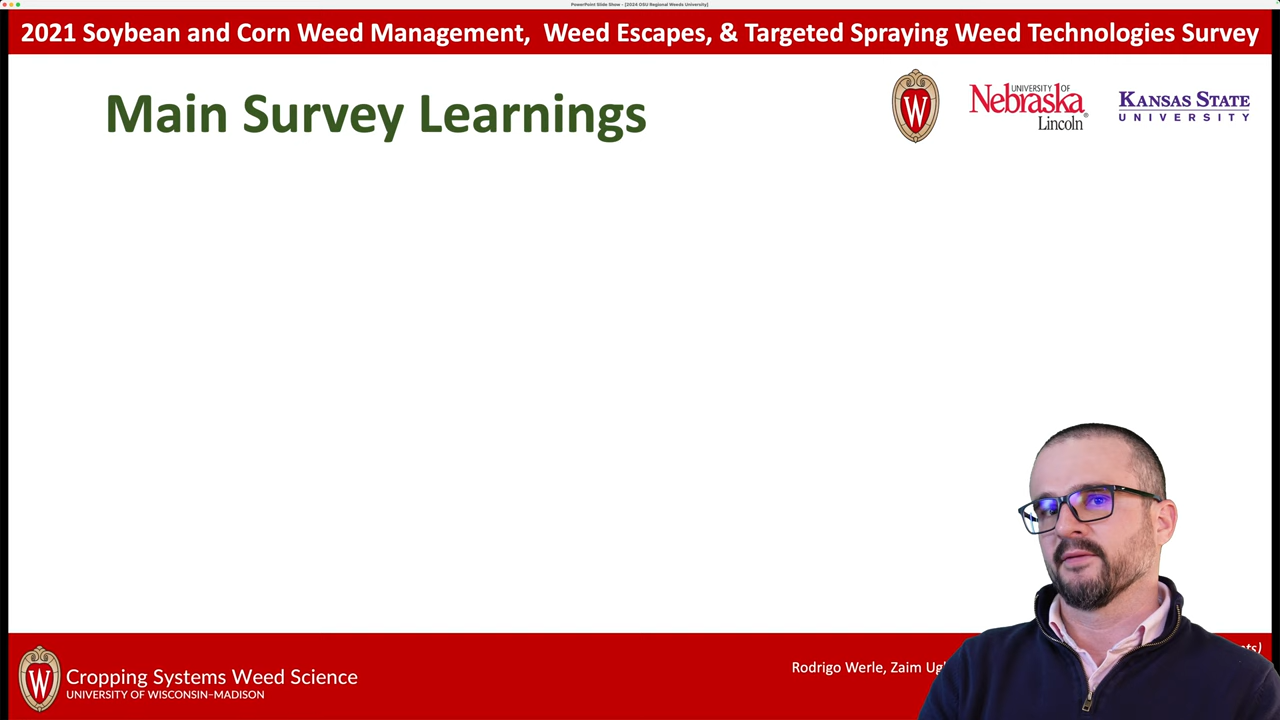 PowerPoint Slide Show - [2024 OSU Regional Weeds University]
2021 Soybean and Corn Weed Management, Weed Escapes, & Targeted Spraying Weed Technologies Survey
Main Survey Learnings
W
UNIVERSITY OF
Nebraska
Lincoln
KANSAS STATE
UNIVERSITY
W
Cropping Systems Weed Science
UNIVERSITY OF WISCONSIN–MADISON
Rodrigo Werle, Zaim